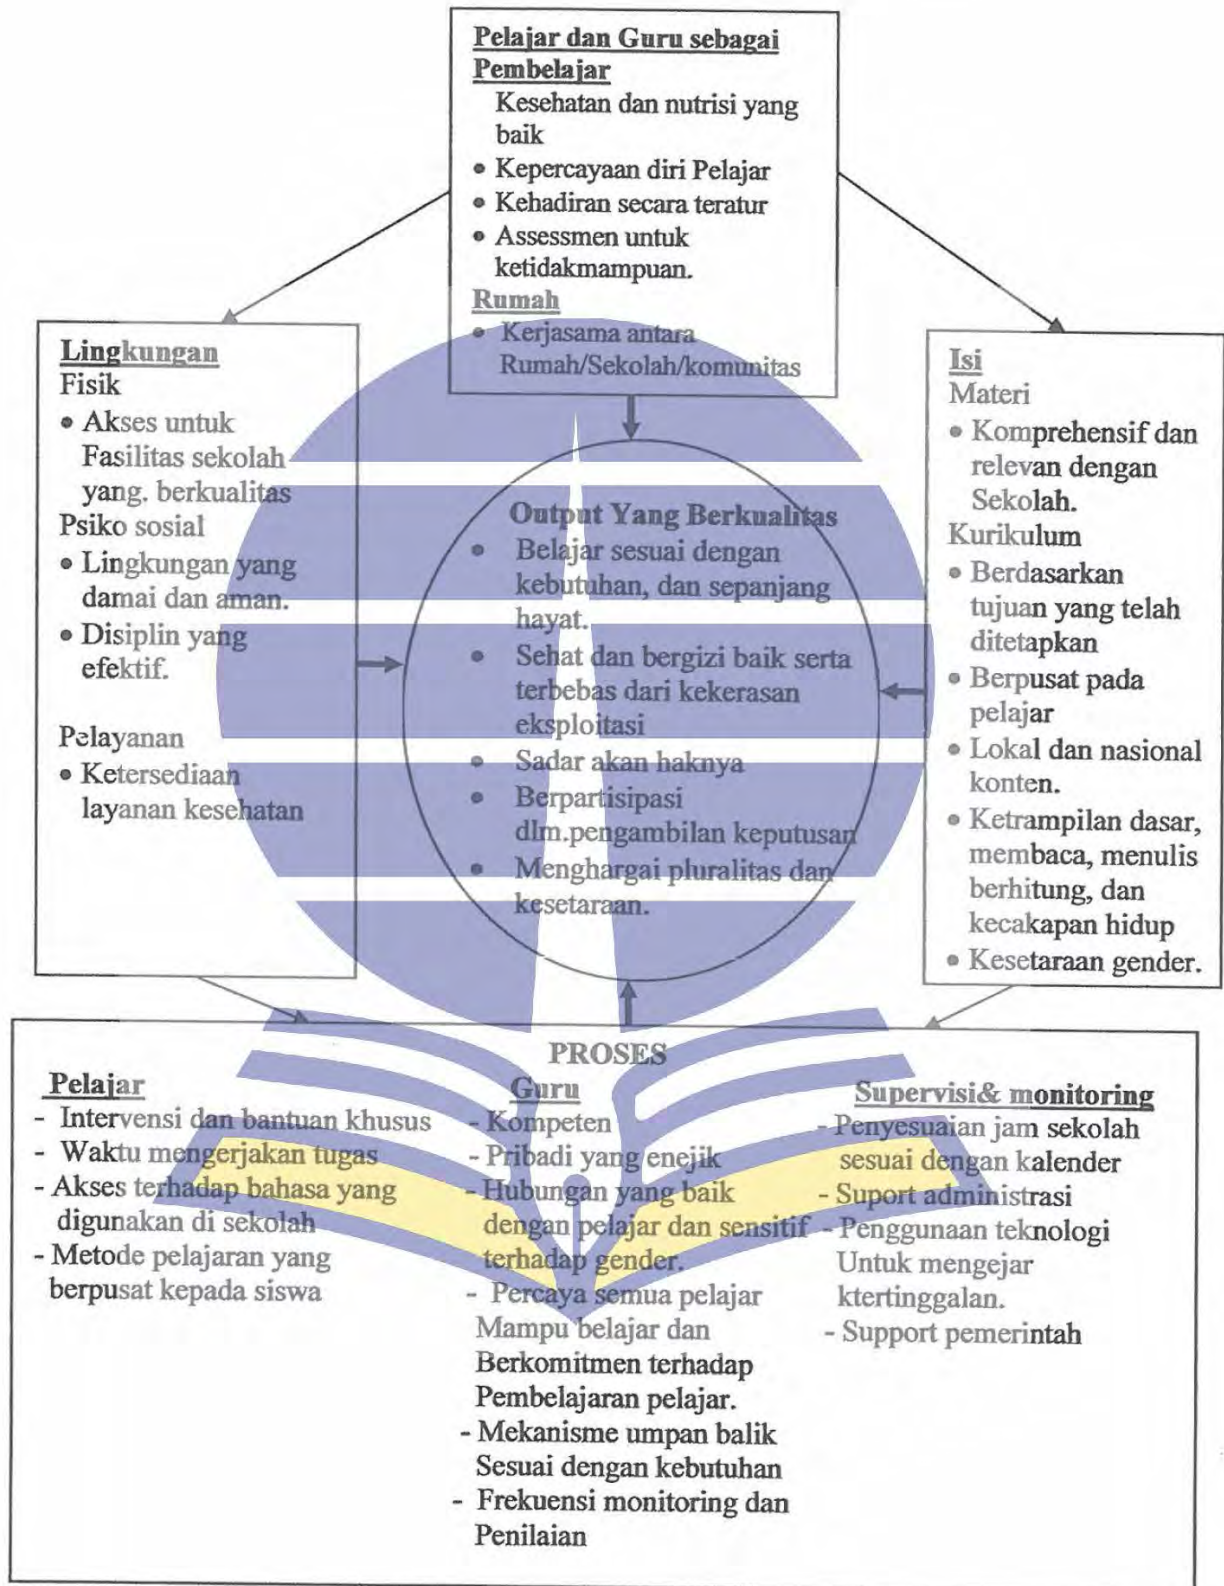 Pelajar dan Guru sebagai
Pembelajar
Kesehatan dan nutrisi yang
baik
• Kepercayaan diri Pelajar
• Kehadiran secara teratur
• Assessmen untuk
ketidakmampuan.
Rumah
• Kerjasama antara
Rumah/Sekolah/komunitas
Lingkungan
Fisik
• Akses untuk
Fasilitas sekolah
yang. berkualitas
Psiko sosial
• Lingkungan yang
damai dan aman.
• Disiplin yang
efektif.
Pelayanan
• Ketersediaan
layanan kesehatan
Output Yang Berkualitas
• Belajar sesuai dengan
kebutuhan, dan sepanjang
hayat.
• Sehat dan bergizi baik serta
terbebas dari kekerasan
eksploitasi
• Sadar akan haknya
• Berpartisipasi
dlm.pengambilan keputusan
• Menghargai pluralitas dan
kesetaraan.
Isi
Materi
• Komprehensif dan
relevan dengan
Sekolah.
Kurikulum
• Berdasarkan
tujuan yang telah
ditetapkan
• Berpusat pada
pelajar
• Lokal dan nasional
konten.
• Ketrampilan dasar,
membaca, menulis
berhitung, dan
kecakapan hidup
• Kesetaraan gender.
PROSES
Pelajar
- Intervensi dan bantuan khusus
- Waktu mengerjakan tugas
- Akses terhadap bahasa yang
digunakan di sekolah
- Metode pelajaran yang
berpusat kepada siswa
Guru
- Kompeten
- Pribadi yang enejik
- Hubungan yang baik
dengan pelajar dan sensitif
terhadap gender.
- Percaya semua pelajar
Mampu belajar dan
Berkomitmen terhadap
Pembelajaran pelajar.
- Mekanisme umpan balik
Sesuai dengan kebutuhan
- Frekuensi monitoring dan
Penilaian
Supervisi& monitoring
- Penyesuaian jam sekolah
sesuai dengan kalender
- Suport administrasi
- Penggunaan teknologi
Untuk mengejar
ktertinggalan.
- Support pemerintah